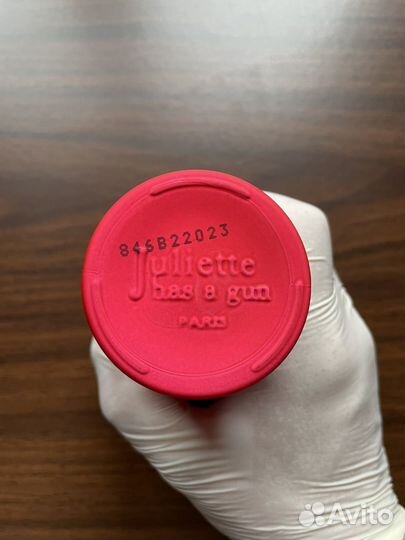 846B22023
Juliette
has a gun
PARIS
Avito